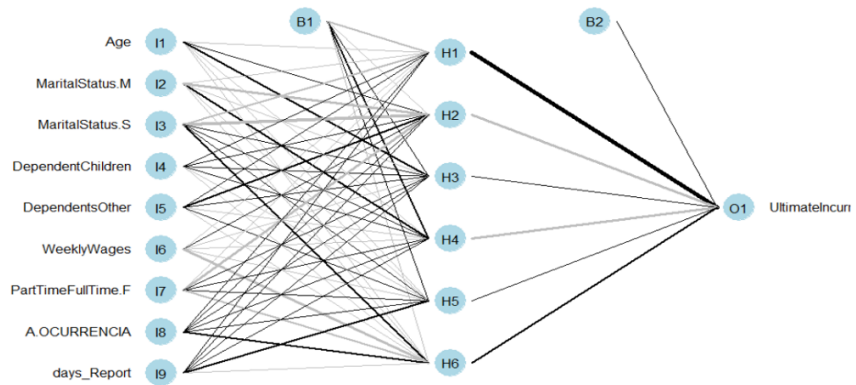 B1 B2
Age I1 H1
MaritalStatus.M I2
MaritalStatus.S I3 H2
DependentChildren I4 H3
DependentsOther I5 O1 UltimateIncurr
WeeklyWages I6 H4
PartTimeFullTime.F I7 H5
A.OCURRENCIA I8
days_Report I9 H6